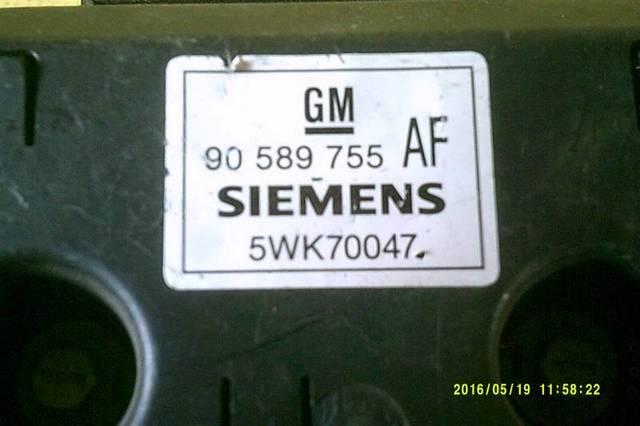 GM
90 589 755 AF
SIEMENS
5WK70047
2016/05/19 11:58:22